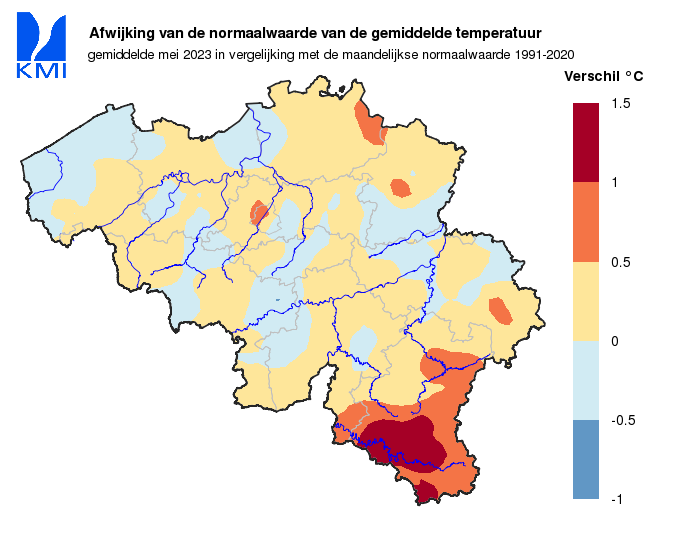 KMI
Afwijking van de normaalwaarde van de gemiddelde temperatuur
gemiddelde mei 2023 in vergelijking met de maandelijkse normaalwaarde 1991-2020
Verschil °C
1.5
1
0.5
0
-0.5
-1